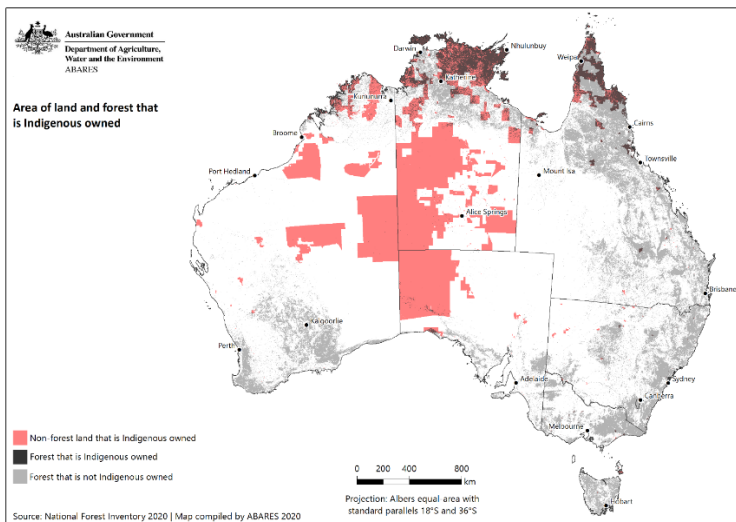 Australian Government
Department of Agriculture,
Water and the Environment
ABARES
Area of land and forest that
is Indigenous owned
Darwin
Nhulunbuy
Katherine
Weipa
Kununurra
Broome
Cairns
Townsville
Port Hedland
Mount Isa
Alice Springs
Brisbane
Kalgoorlie
Perth
Adelaide
Sydney
Canberra
Melbourne
Hobart
Non-forest land that is Indigenous owned
Forest that is Indigenous owned
Forest that is not Indigenous owned
0 200 400 600 800
km
Projection: Albers equal area with
standard parallels 18°S and 36°S
Source: National Forest Inventory 2020 | Map compiled by ABARES 2020